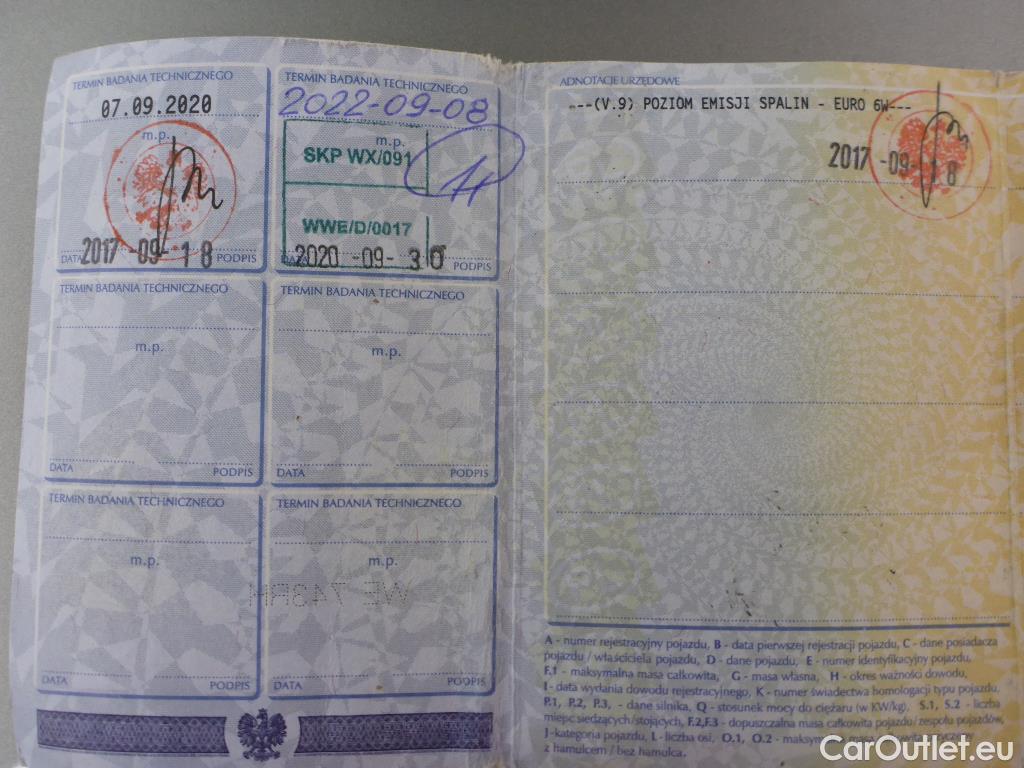 TERMIN BADANIA TECHNICZNEGO
07.09.2020
m.p.
DATA 2017 -09- 18 PODPIS
TERMIN BADANIA TECHNICZNEGO
2022-09-08
m.p.
SKP WX/091
WWE/D/0017
DATA 2020 -09- 30 PODPIS
TERMIN BADANIA TECHNICZNEGO
m.p.
DATA PODPIS
TERMIN BADANIA TECHNICZNEGO
m.p.
DATA PODPIS
TERMIN BADANIA TECHNICZNEGO
m.p.
DATA PODPIS
TERMIN BADANIA TECHNICZNEGO
m.p.
DATA PODPIS
ADNOTACJE URZĘDOWE
---(V.9) POZIOM EMISJI SPALIN - EURO 6W---
2017 -09- 18
A - numer rejestracyjny pojazdu, B - data pierwszej rejestracji pojazdu, C - dane posiadacza
pojazdu / właściciela pojazdu, D - dane pojazdu, E - numer identyfikacyjny pojazdu,
F.1 - maksymalna masa całkowita, G - masa własna, H - okres ważności dowodu,
I - data wydania dowodu rejestracyjnego, K - numer świadectwa homologacji typu pojazdu,
P.1, P.2, P.3, - dane silnika, Q - stosunek mocy do ciężaru (w KW/kg), S.1, S.2 - liczba
miejsc siedzących/stojących, F.2,F.3 - dopuszczalna masa całkowita pojazdu/zespołu pojazdów,
J-kategoria pojazdu, L - liczba osi, O.1, O.2 - maksymalna masa
z hamulcem / bez hamulca.
CarOutlet.eu